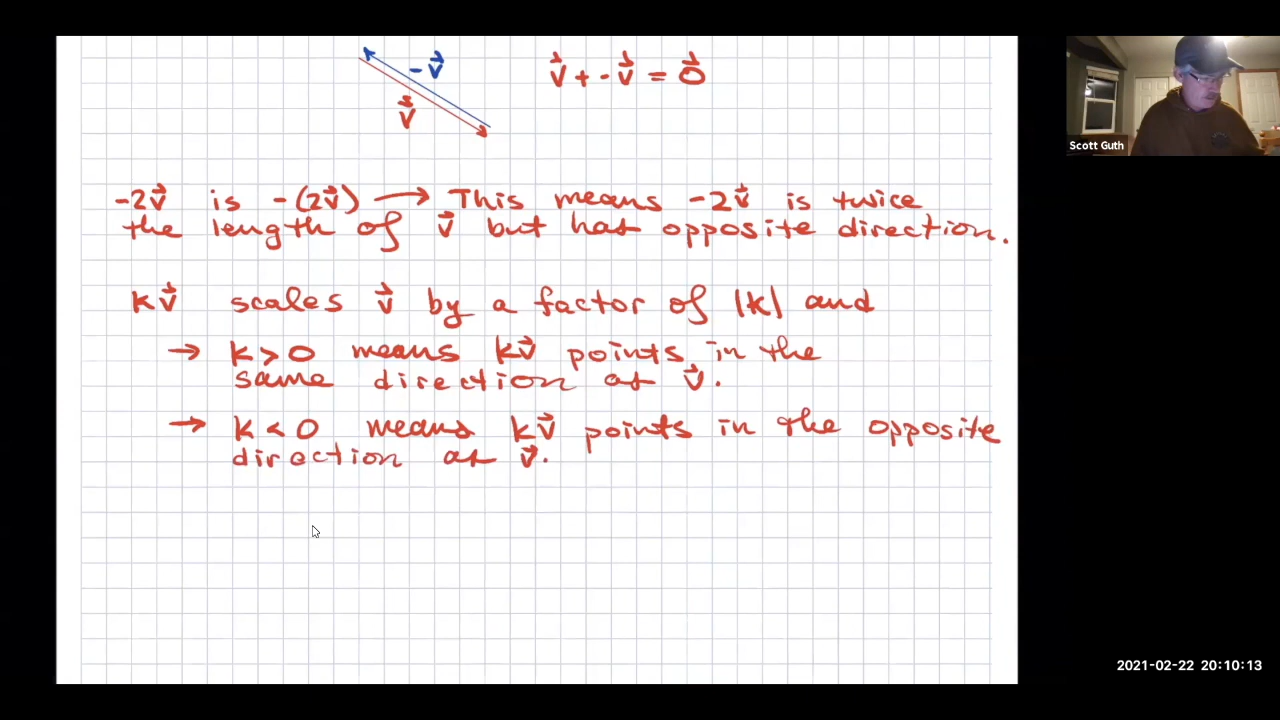 -v⃗
v⃗
v⃗ + -v⃗ = 0⃗
Scott Guth
-2v⃗ is -(2v⃗) → This means -2v⃗ is twice
the length of v⃗ but has opposite direction.
kv⃗ scales v⃗ by a factor of |k| and
→ k > 0 means kv⃗ points in the
same direction as v⃗.
→ k < 0 means kv⃗ points in the opposite
direction as v⃗.
2021-02-22 20:10:13